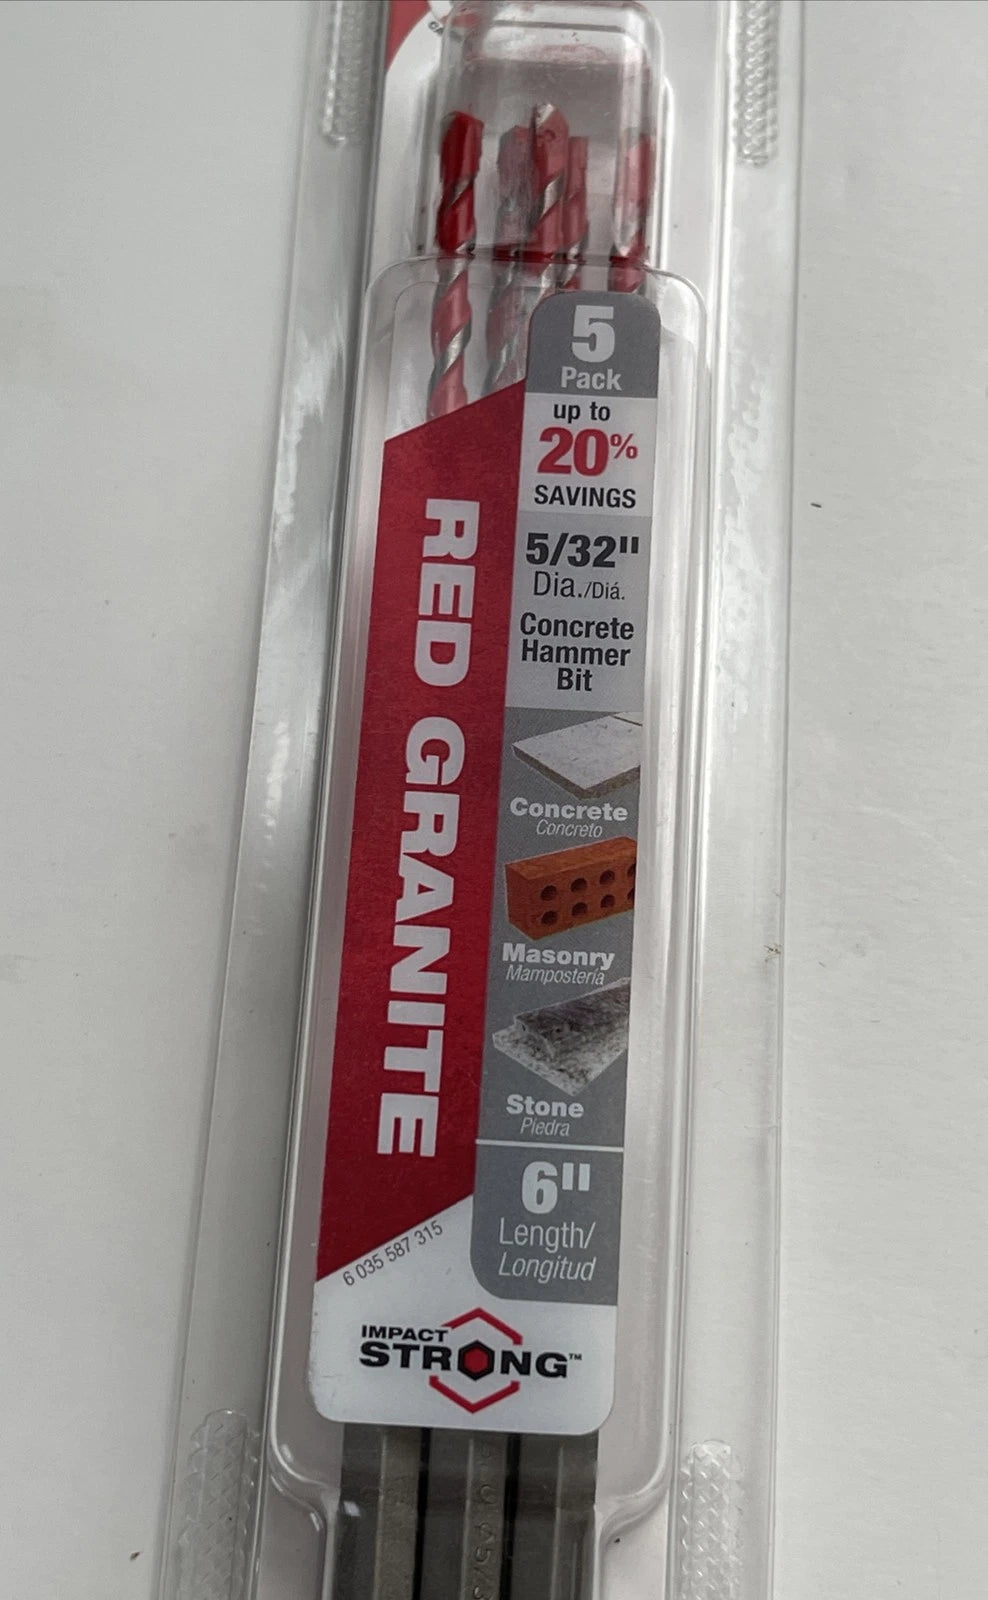 5
Pack
up to
20%
SAVINGS
5/32"
Dia./Diá.
Concrete
Hammer
Bit
RED GRANITE
Concrete
Concreto
Masonry
Mampostería
Stone
Piedra
6"
Length/
Longitud
6 035 587 315
IMPACT
STRONG™